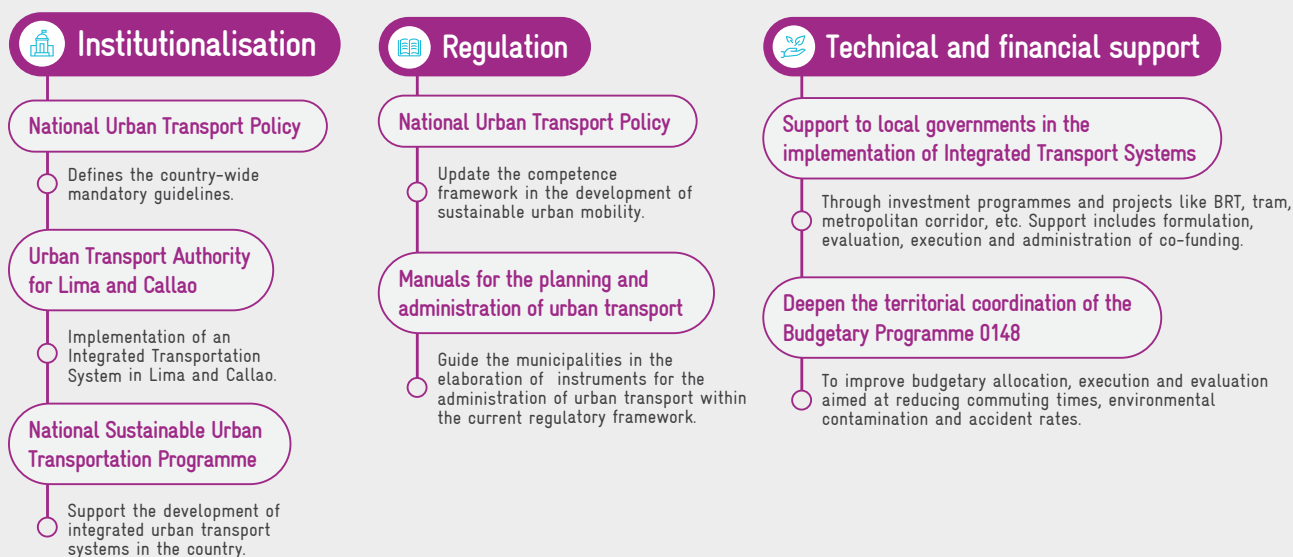 Institutionalisation
National Urban Transport Policy
Defines the country-wide
mandatory guidelines.
Urban Transport Authority
for Lima and Callao
Implementation of an
Integrated Transportation
System in Lima and Callao.
National Sustainable Urban
Transportation Programme
Support the development of
integrated urban transport
systems in the country.
Regulation
National Urban Transport Policy
Update the competence
framework in the development of
sustainable urban mobility.
Manuals for the planning and
administration of urban transport
Guide the municipalities in the
elaboration of instruments for the
administration of urban transport within
the current regulatory framework.
Technical and financial support
Support to local governments in the
implementation of Integrated Transport Systems
Through investment programmes and projects like BRT, tram,
metropolitan corridor, etc. Support includes formulation,
evaluation, execution and administration of co-funding.
Deepen the territorial coordination of the
Budgetary Programme 0148
To improve budgetary allocation, execution and evaluation
aimed at reducing commuting times, environmental
contamination and accident rates.